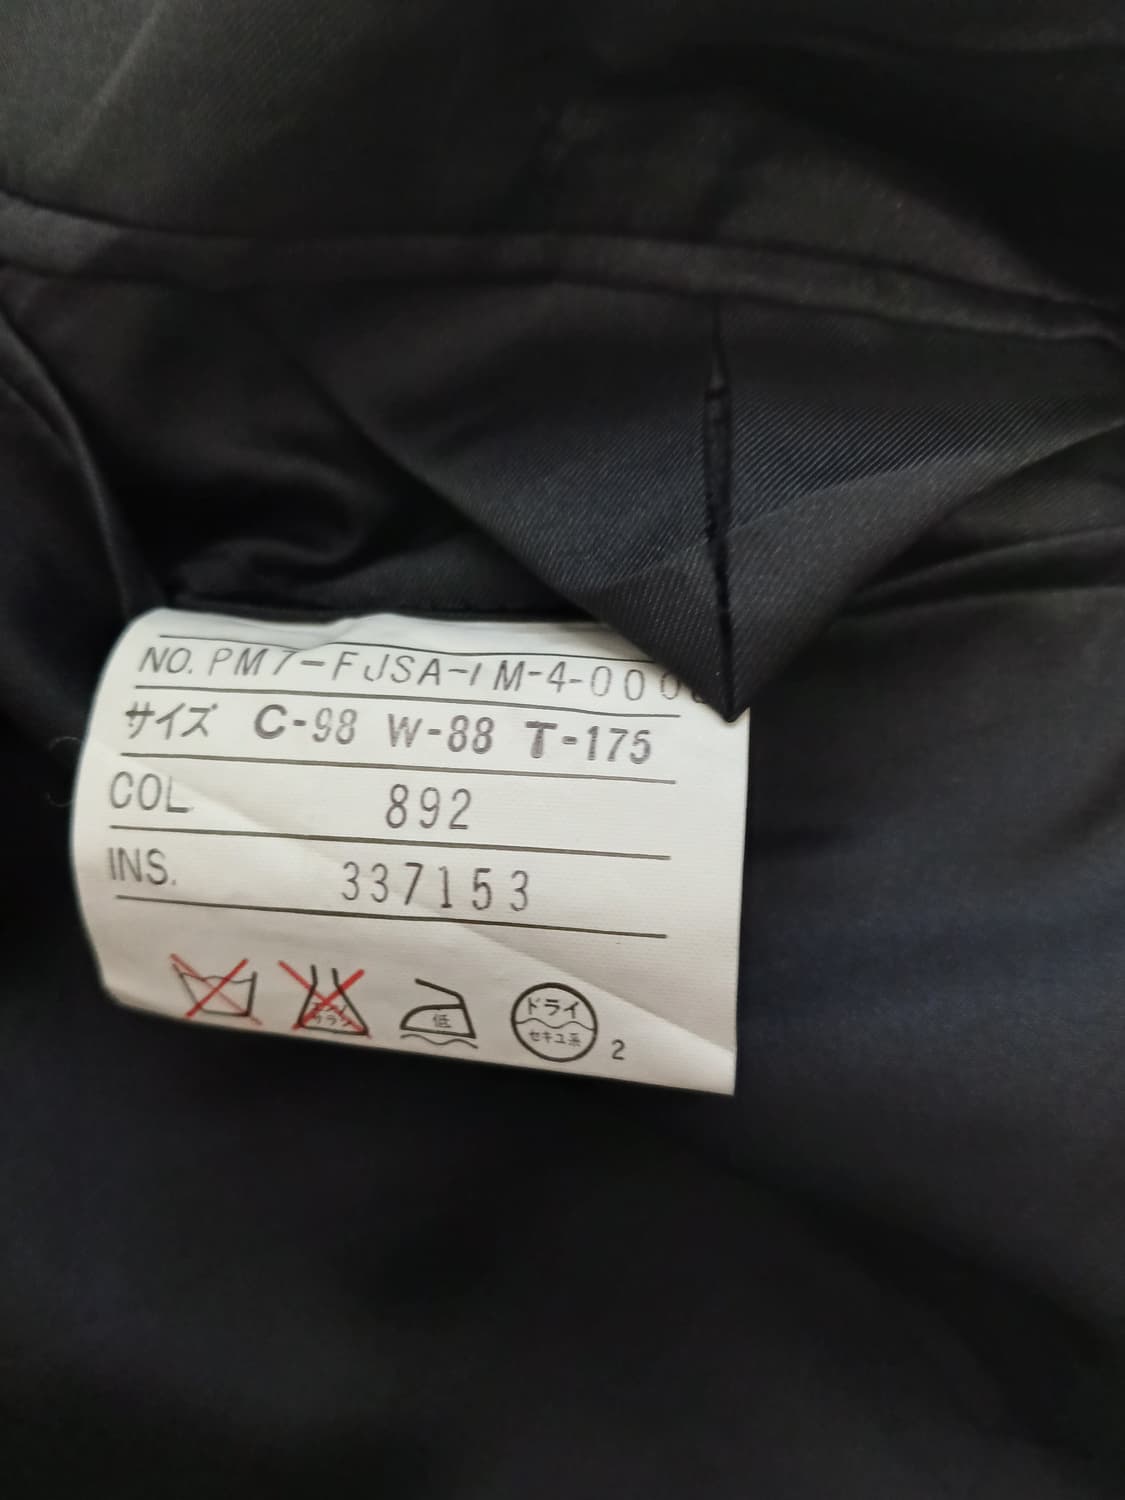 NO. PM7-FJSA-1M-4-000
サイズ C-98 W-88 T-175
COL 892
INS. 337153
低
ドライ
セキユ系
2